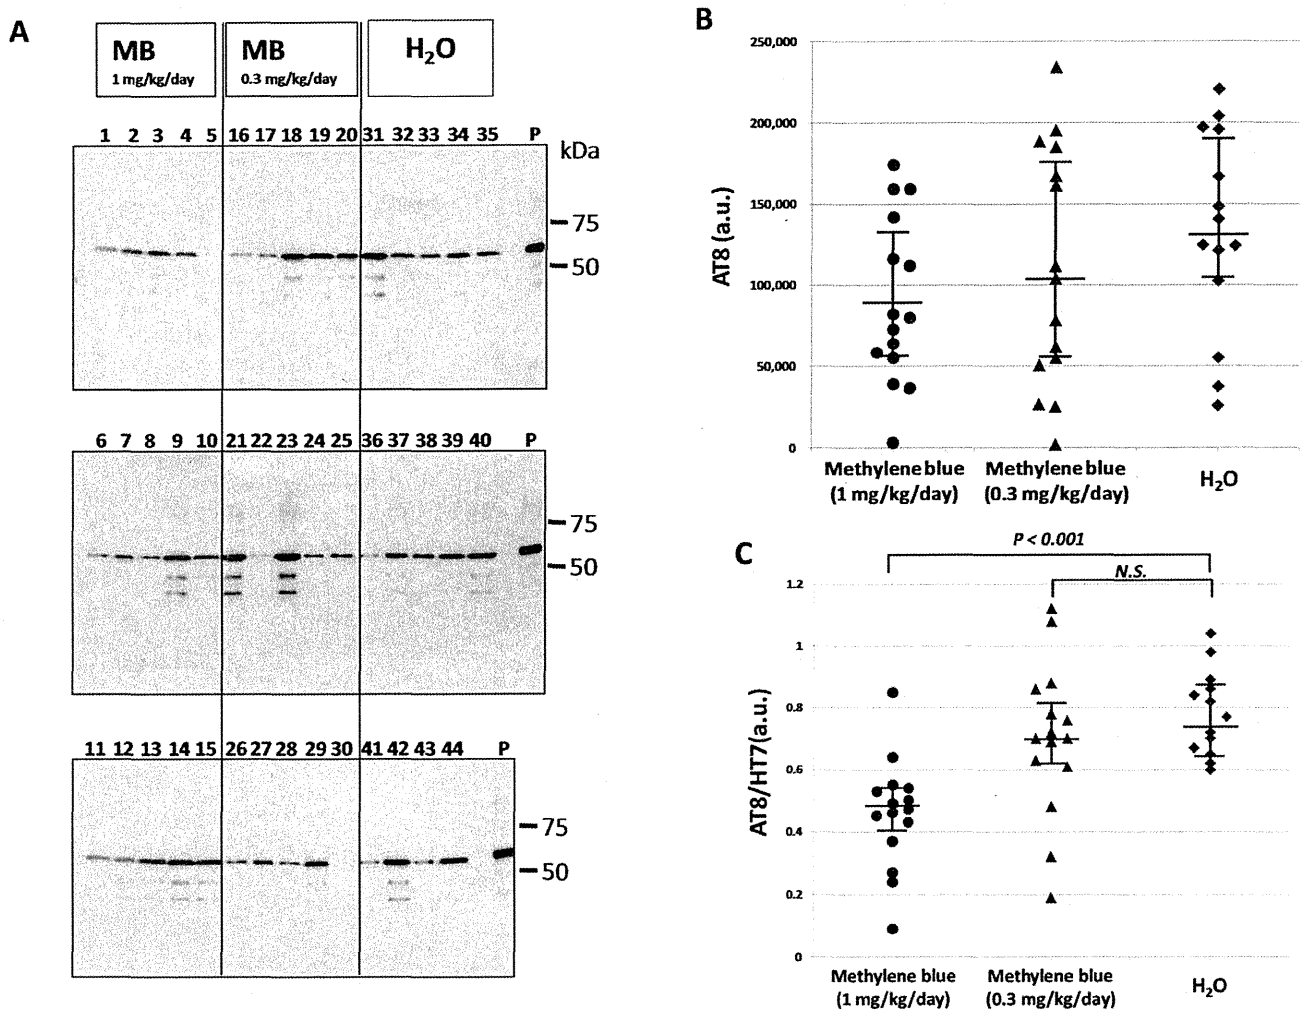 A
MB
1 mg/kg/day
MB
0.3 mg/kg/day
H₂O
1 2 3 4 5 16 17 18 19 20 31 32 33 34 35 P
kDa
75
50
6 7 8 9 10 21 22 23 24 25 36 37 38 39 40 P
75
50
11 12 13 14 15 26 27 28 29 30 41 42 43 44 P
75
50
B
250,000
200,000
150,000
100,000
50,000
0
AT8 (a.u.)
Methylene blue
(1 mg/kg/day)
Methylene blue
(0.3 mg/kg/day)
H₂O
C
P < 0.001
N.S.
1.2
1
0.8
0.6
0.4
0.2
0
AT8/HT7(a.u.)
Methylene blue
(1 mg/kg/day)
Methylene blue
(0.3 mg/kg/day)
H₂O